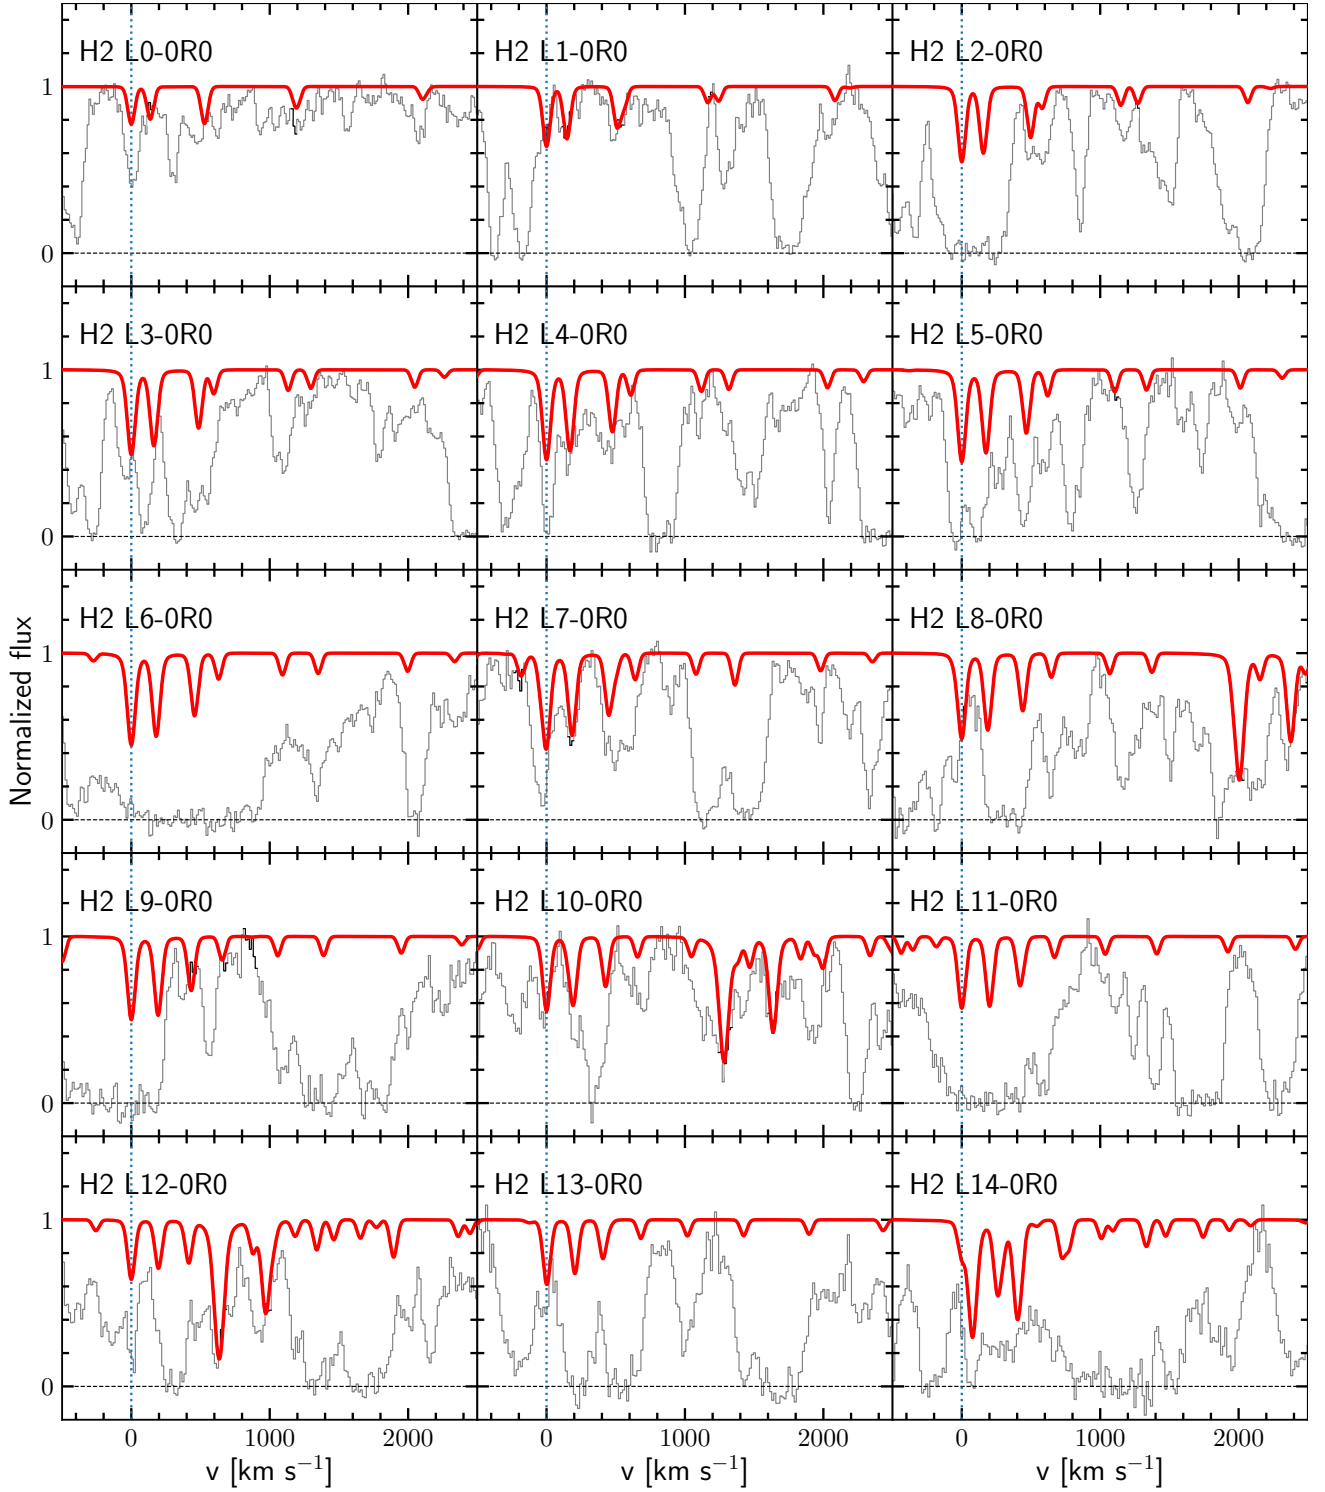 H2 L0-0R0 H2 L1-0R0 H2 L2-0R0
1
0
H2 L3-0R0 H2 L4-0R0 H2 L5-0R0
1
0
H2 L6-0R0 H2 L7-0R0 H2 L8-0R0
1
0
Normalized flux
H2 L9-0R0 H2 L10-0R0 H2 L11-0R0
1
0
H2 L12-0R0 H2 L13-0R0 H2 L14-0R0
1
0
0 1000 2000 0 1000 2000 0 1000 2000
v [km s⁻¹] v [km s⁻¹] v [km s⁻¹]